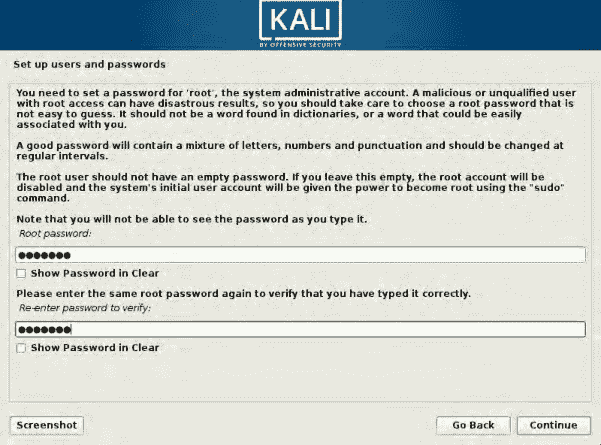 KALI
BY OFFENSIVE SECURITY
Set up users and passwords
You need to set a password for 'root', the system administrative account. A malicious or unqualified user
with root access can have disastrous results, so you should take care to choose a root password that is
not easy to guess. It should not be a word found in dictionaries, or a word that could be easily
associated with you.
A good password will contain a mixture of letters, numbers and punctuation and should be changed at
regular intervals.
The root user should not have an empty password. If you leave this empty, the root account will be
disabled and the system's initial user account will be given the power to become root using the "sudo"
command.
Note that you will not be able to see the password as you type it.
Root password:
●●●●●●●
Show Password in Clear
Please enter the same root password again to verify that you have typed it correctly.
Re-enter password to verify:
●●●●●●●
Show Password in Clear
Screenshot
Go Back
Continue